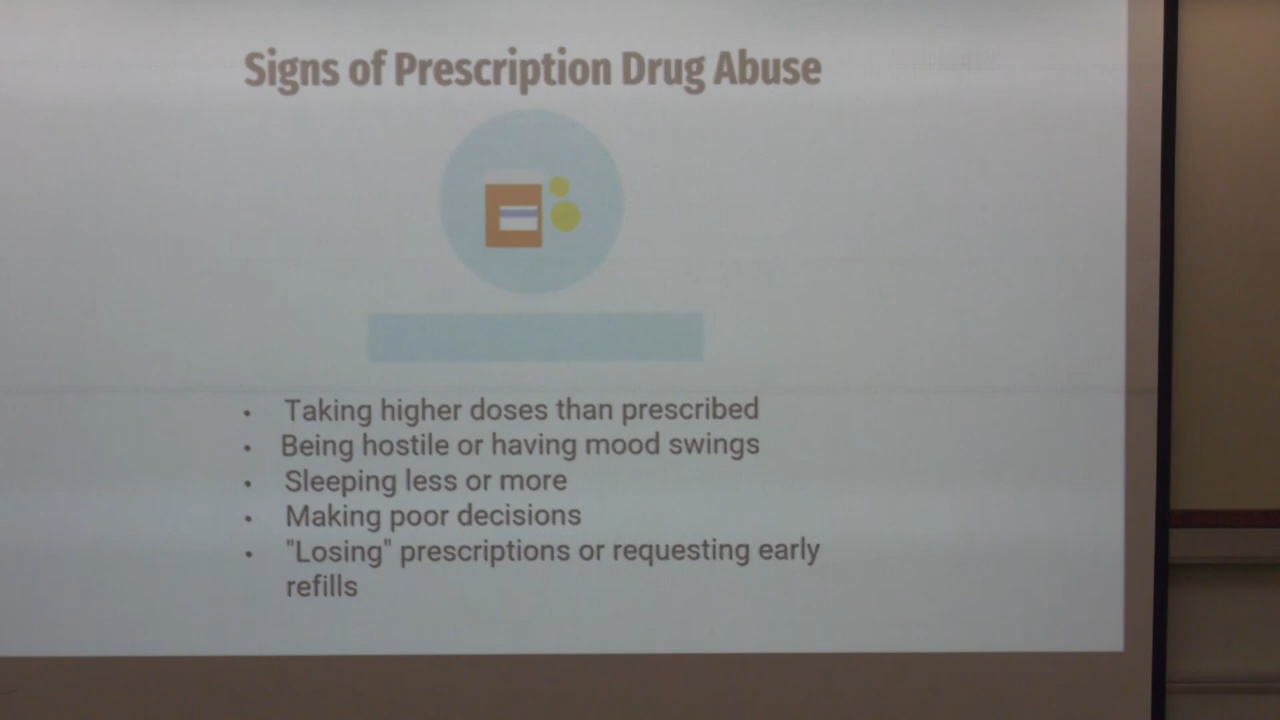 Signs of Prescription Drug Abuse
• Taking higher doses than prescribed
• Being hostile or having mood swings
• Sleeping less or more
• Making poor decisions
• "Losing" prescriptions or requesting early
refills